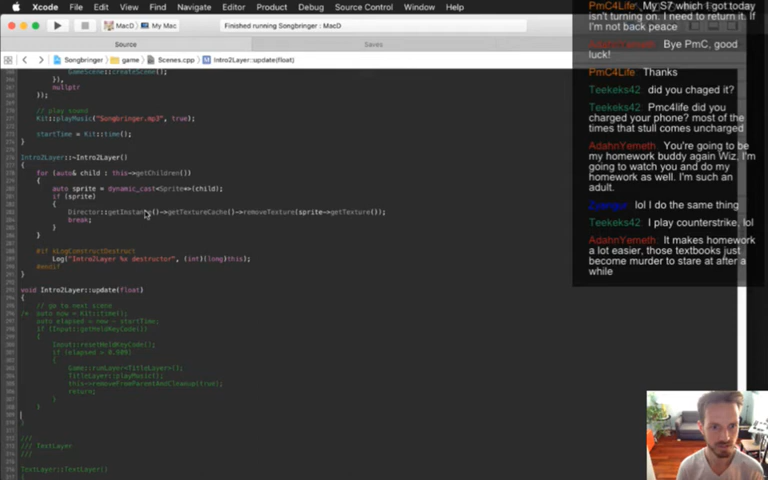 Xcode File Edit View Find Navigate Editor Product Debug Source Control Window Help
MacD My Mac
Finished running Songbringer : MacD
Source
Saves
Songbringer game Scenes.cpp Intro2Layer::update(float)
GameScene::createScene();
}),
nullptr
);
// play sound
Kit::playMusic("Songbringer.mp3", true);
startTime = Kit::time();
}
Intro2Layer::~Intro2Layer()
{
for (auto& child : this->getChildren())
{
auto sprite = dynamic_cast<Sprite*>(child);
if (sprite)
{
Director::getInstance()->getTextureCache()->removeTexture(sprite->getTexture());
break;
}
}
#if kLogConstructDestruct
Log("Intro2Layer %x destructor", (int)(long)this);
#endif
}
void Intro2Layer::update(float)
{
// go to next scene
/* auto now = Kit::time();
auto elapsed = now - startTime;
if (Input::getHeldKeyCode())
{
Input::resetHeldKeyCode();
if (elapsed > 0.909)
{
Game::runLayer<TitleLayer>();
TitleLayer::playMusic();
this->removeFromParentAndCleanup(true);
return;
}
}
}
///
/// TextLayer
///
TextLayer::TextLayer()
PmC4Life My S7 which I got today
isn't turning on. I need to return it. If
I'm not back peace
AdahnYemeth Bye PmC, good
luck!
PmC4Life Thanks
Teekeks42 did you chaged it?
Teekeks42 Pmc4life did you
charged your phone? most of the
times that stull comes uncharged
AdahnYemeth You're going to be
my homework buddy again Wiz. I'm
going to watch you and do my
homework as well. I'm such an
adult.
lol I do the same thing
Teekeks42 I play counterstrike, lol
AdahnYemeth It makes homework
a lot easier, those textbooks just
become murder to stare at after a
while